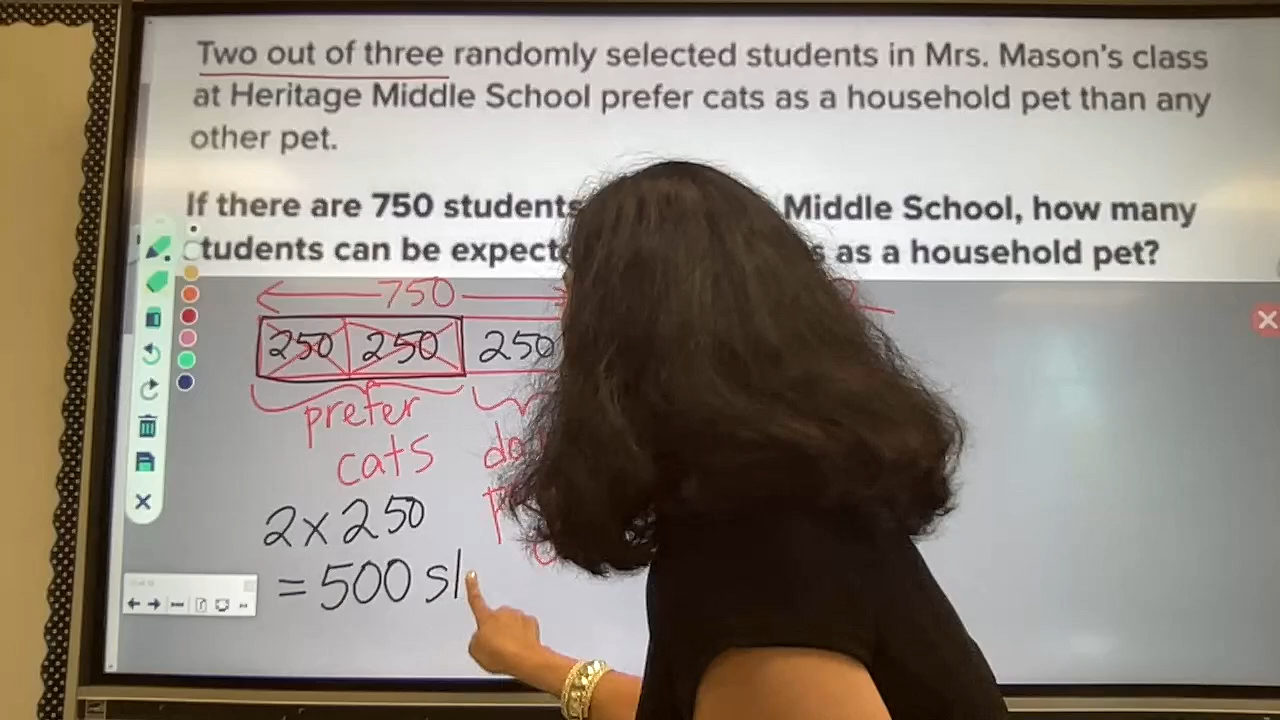 Two out of three randomly selected students in Mrs. Mason's class
at Heritage Middle School prefer cats as a household pet than any
other pet.
If there are 750 students Middle School, how many
students can be as a household pet?
750
250 250 250
prefer
cats
2 x 250
= 500